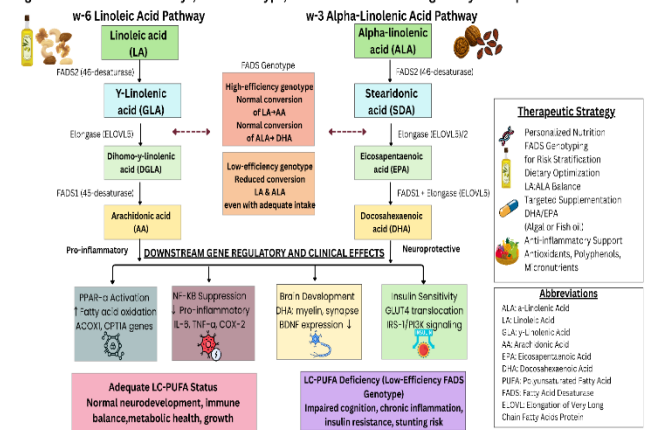 w-6 Linoleic Acid Pathway
w-3 Alpha-Linolenic Acid Pathway
Linoleic acid
(LA)
Alpha-linolenic
acid (ALA)
FADS2 (46-desaturase)
FADS Genotype
FADS2 (46-desaturase)
Y-Linolenic
acid (GLA)
High-efficiency genotype
Normal conversion
of LA+AA
Normal conversion
of ALA+ DHA
Stearidonic
acid (SDA)
Elongase (ELOVL5)
Elongase (ELOVL5)/2
Dihomo-y-linolenic
acid (DGLA)
Low-efficiency genotype
Reduced conversion
LA & ALA
even with adequate intake
Eicosapentaenoic
acid (EPA)
FADS1 (45-desaturase)
FADS1 + Elongase (ELOVL5)
Arachidonic acid
(AA)
Docosahexaenoic
acid (DHA)
Pro-inflammatory
DOWNSTREAM GENE REGULATORY AND CLINICAL EFFECTS
Neuroprotective
PPAR-α Activation
↑ Fatty acid oxidation
ACOX1, CPT1A genes
NF-KB Suppression
↓ Pro-inflammatory
IL-6, TNF-α, COX-2
Brain Development
DHA: myelin, synapse
BDNF expression ↓
Insulin Sensitivity
GLUT4 translocation
IRS-1/PI3K signaling
Adequate LC-PUFA Status
Normal neurodevelopment, immune
balance,metabolic health, growth
LC-PUFA Deficiency (Low-Efficiency FADS
Genotype)
Impaired cognition, chronic inflammation,
insulin resistance, stunting risk
Therapeutic Strategy
Personalized Nutrition
FADS Genotyping
for Risk Stratification
Dietary Optimization
LA:ALA Balance
Targeted Supplementation
DHA/EPA
(Algal or Fish oil)
Anti-inflammatory Support
Antioxidants, Polyphenols,
Micronutrients
Abbreviations
ALA: a-Linolenic Acid
LA: Linoleic Acid
GLA: y-Linolenic Acid
AA: Arachidonic Acid
EPA: Eicosapentaenoic Acid
DHA: Docosahexaenoic Acid
PUFA: Polyunsaturated Fatty Acid
FADS: Fatty Acid Desaturase
ELOVL: Elongation of Very Long
Chain Fatty Acids Protein